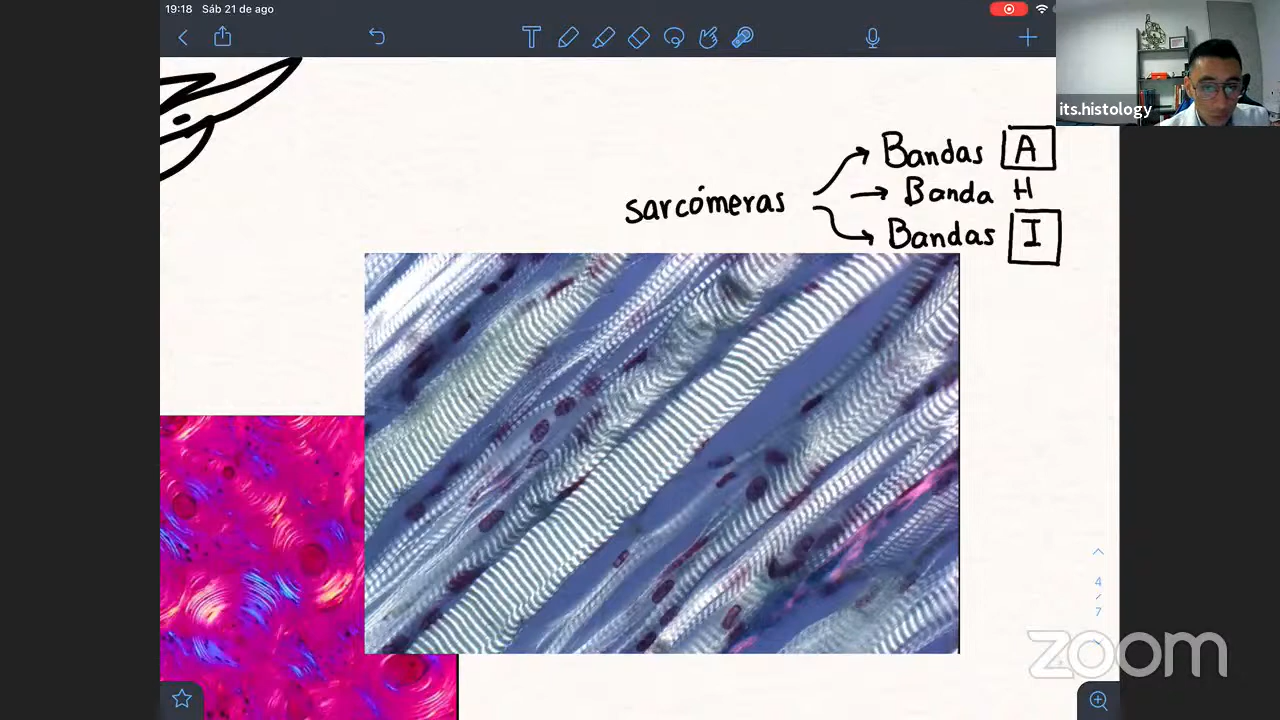 19:18 Sáb 21 de ago
its.histology
Bandas A
sarcómeras
Banda H
Bandas I
4
/
7
zoom